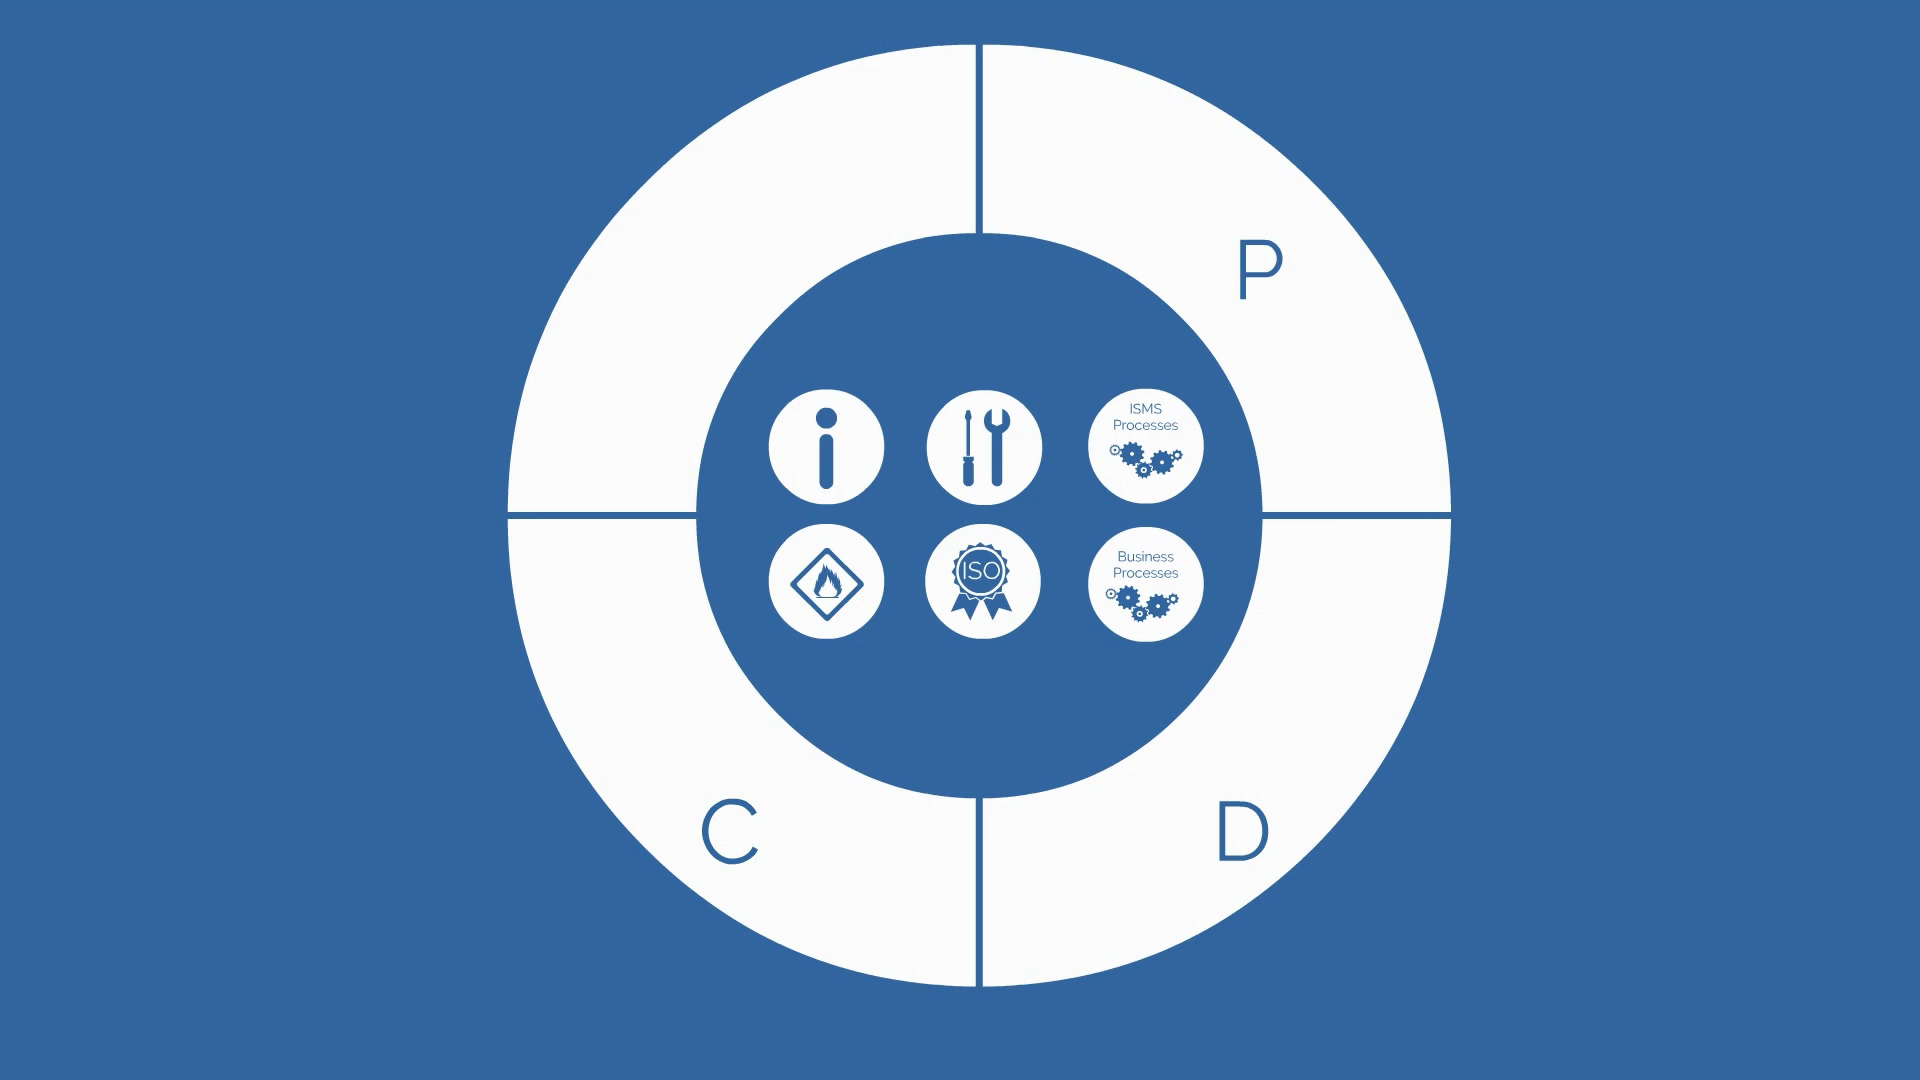 P
ISMS
Processes
ISO
Business
Processes
C
D